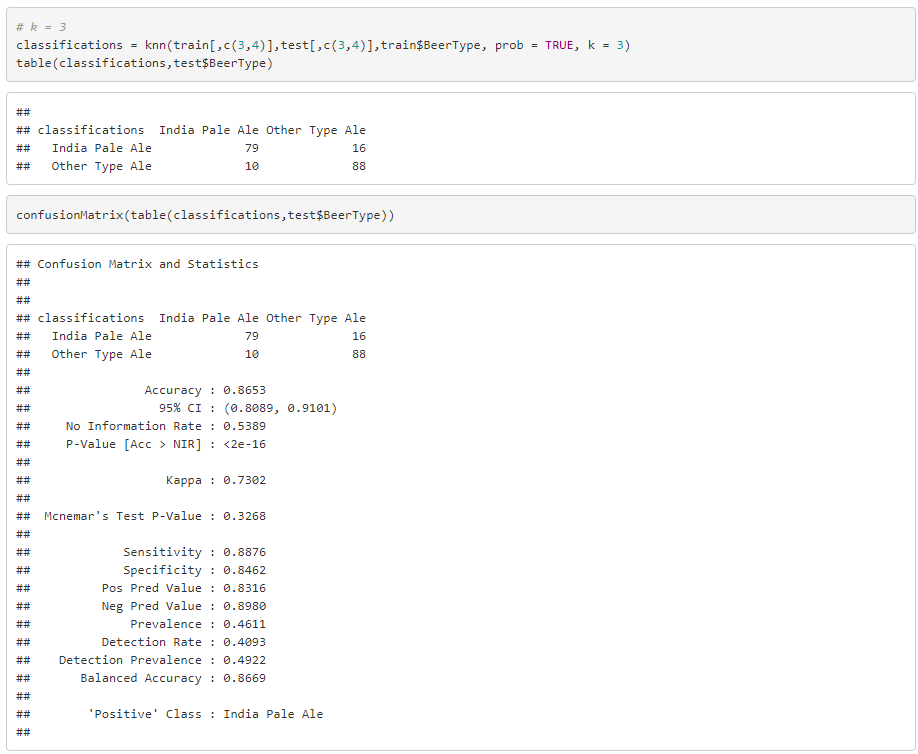 # k = 3
classifications = knn(train[,c(3,4)],test[,c(3,4)],train$BeerType, prob = TRUE, k = 3)
table(classifications,test$BeerType)
##
## classifications  India Pale Ale Other Type Ale
##   India Pale Ale             79             16
##   Other Type Ale             10             88
confusionMatrix(table(classifications,test$BeerType))
## Confusion Matrix and Statistics
##
##
## classifications  India Pale Ale Other Type Ale
##   India Pale Ale             79             16
##   Other Type Ale             10             88
##
##                Accuracy : 0.8653
##                  95% CI : (0.8089, 0.9101)
##     No Information Rate : 0.5389
##     P-Value [Acc > NIR] : <2e-16
##
##                   Kappa : 0.7302
##
##  Mcnemar's Test P-Value : 0.3268
##
##             Sensitivity : 0.8876
##             Specificity : 0.8462
##          Pos Pred Value : 0.8316
##          Neg Pred Value : 0.8980
##              Prevalence : 0.4611
##          Detection Rate : 0.4093
##    Detection Prevalence : 0.4922
##       Balanced Accuracy : 0.8669
##
##        'Positive' Class : India Pale Ale
##